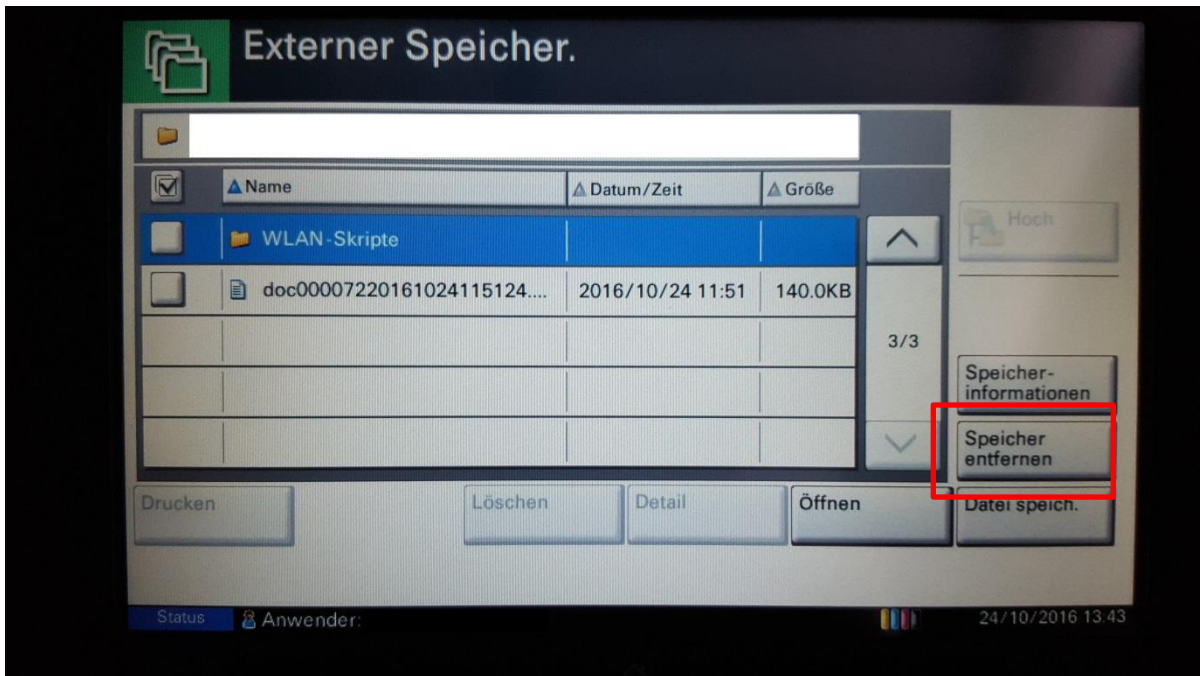 Externer Speicher.
Name Datum/Zeit Größe
WLAN-Skripte
Hoch
doc00007220161024115124.... 2016/10/24 11:51 140.0KB
3/3
Speicher-
informationen
Speicher
entfernen
Drucken Löschen Detail Öffnen Datei speich.
Status Anwender: 24/10/2016 13:43